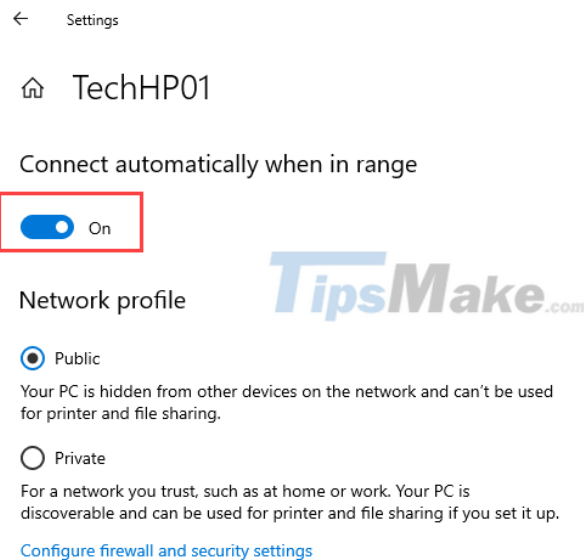 Settings
TechHP01
Connect automatically when in range
On
TipsMake.com
Network profile
Public
Your PC is hidden from other devices on the network and can't be used
for printer and file sharing.
Private
For a network you trust, such as at home or work. Your PC is
discoverable and can be used for printer and file sharing if you set it up.
Configure firewall and security settings